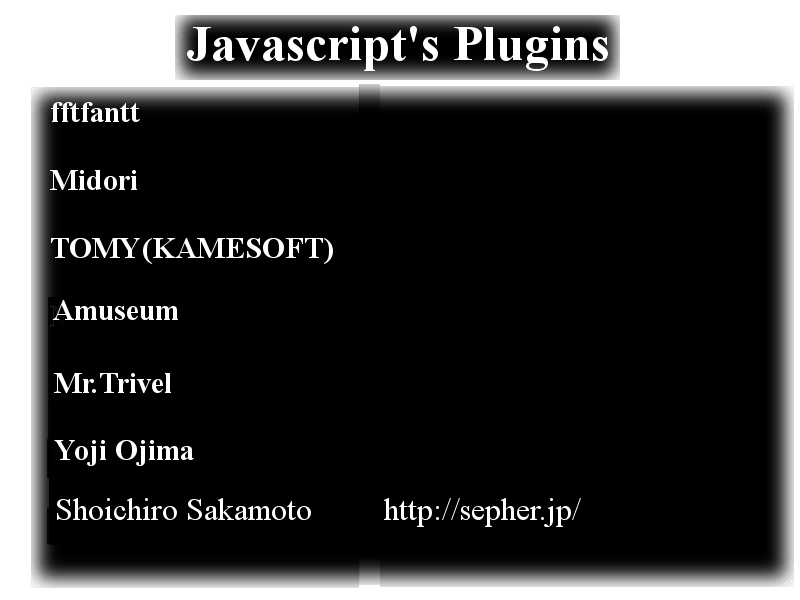 Javascript's Plugins
fftfantt
Midori
TOMY(KAMESOFT)
Amuseum
Mr.Trivel
Yoji Ojima
Shoichiro Sakamoto http://sepher.jp/